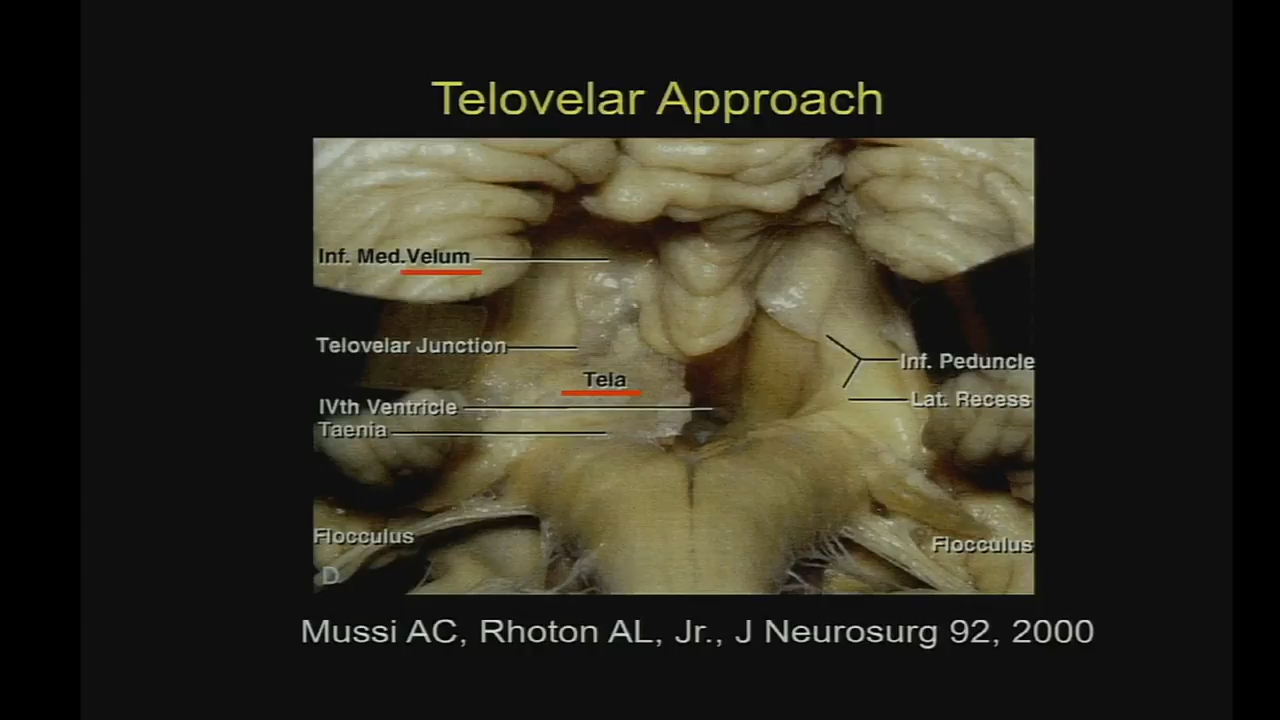 Telovelar Approach
Inf. Med.Velum
Telovelar Junction
Tela
Inf. Peduncle
Lat. Recess
IVth Ventricle
Taenia
Flocculus
Flocculus
D
Mussi AC, Rhoton AL, Jr., J Neurosurg 92, 2000